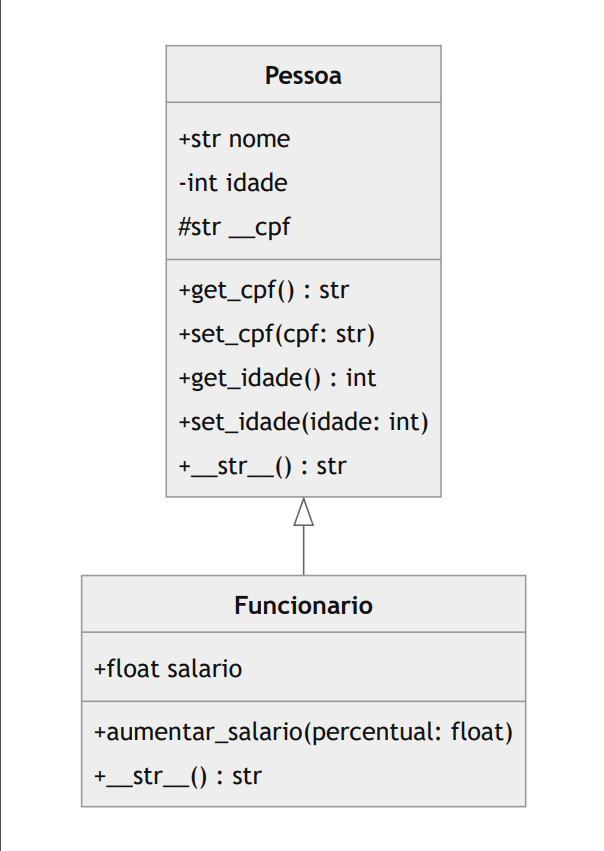 Pessoa
+str nome
-int idade
#str __cpf
+get_cpf() : str
+set_cpf(cpf: str)
+get_idade() : int
+set_idade(idade: int)
+__str__() : str
Funcionario
+float salario
+aumentar_salario(percentual: float)
+__str__() : str